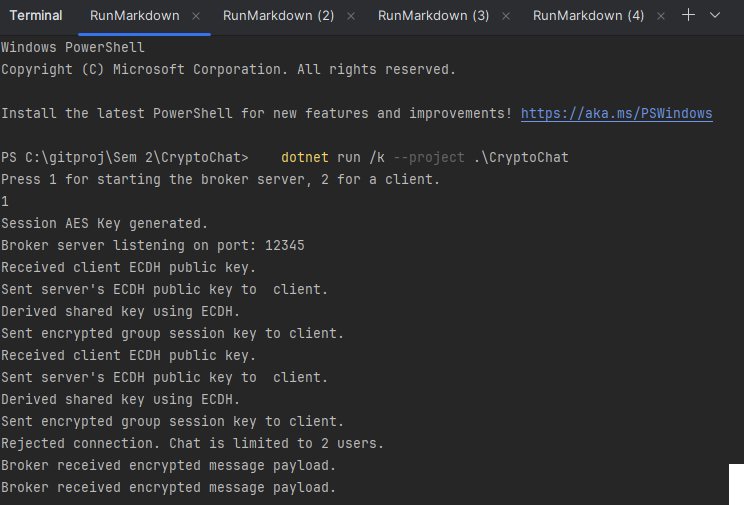 Terminal RunMarkdown × RunMarkdown (2) × RunMarkdown (3) × RunMarkdown (4) ×
Windows PowerShell
Copyright (C) Microsoft Corporation. All rights reserved.
Install the latest PowerShell for new features and improvements! https://aka.ms/PSWindows
PS C:\gitproj\Sem 2\CryptoChat> dotnet run /k --project .\CryptoChat
Press 1 for starting the broker server, 2 for a client.
1
Session AES Key generated.
Broker server listening on port: 12345
Received client ECDH public key.
Sent server's ECDH public key to  client.
Derived shared key using ECDH.
Sent encrypted group session key to client.
Received client ECDH public key.
Sent server's ECDH public key to  client.
Derived shared key using ECDH.
Sent encrypted group session key to client.
Rejected connection. Chat is limited to 2 users.
Broker received encrypted message payload.
Broker received encrypted message payload.